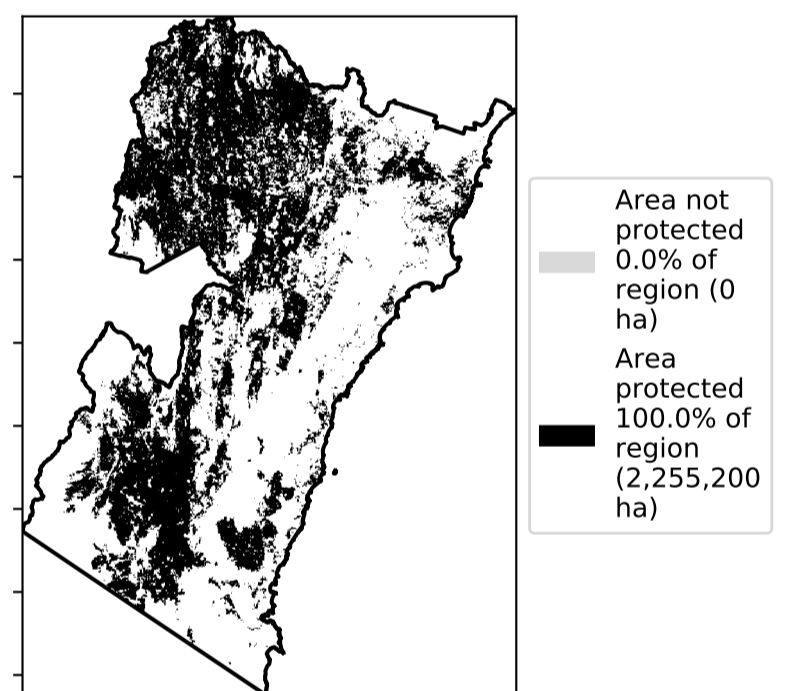 Area not
protected
0.0% of
region (0
ha)
Area
protected
100.0% of
region
(2,255,200
ha)